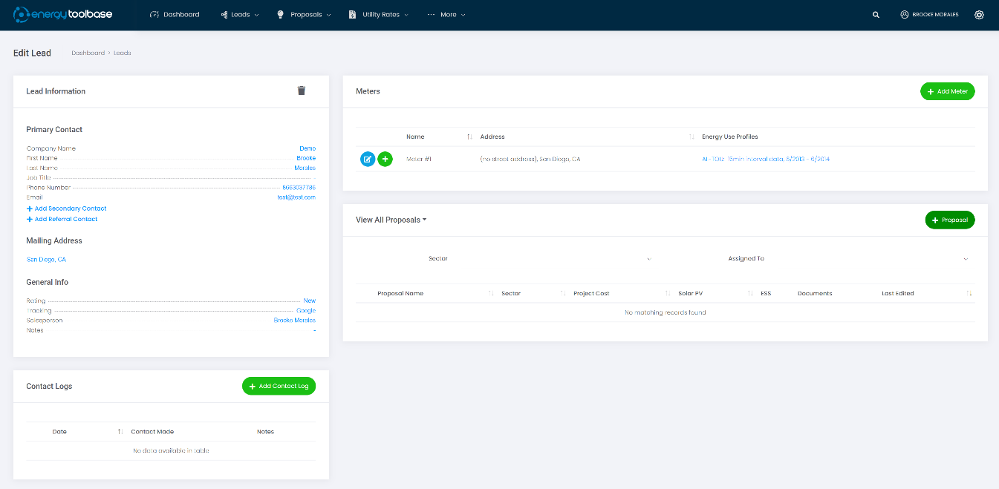 energy toolbase
Dashboard
Leads
Proposals
Utility Rates
More
BROOKE MORALES
Edit Lead
Dashboard > Leads
Lead Information
Primary Contact
Company Name Demo
First Name Brooke
Last Name Morales
Job Title -
Phone Number 8663037786
Email test@test.com
+ Add Secondary Contact
+ Add Referral Contact
Mailing Address
San Diego, CA
General Info
Rating New
Tracking Google
Salesperson Brooke Morales
Notes -
Contact Logs
+ Add Contact Log
Date Contact Made Notes
No data available in table
Meters
+ Add Meter
Name Address Energy Use Profiles
Meter #1 (no street address), San Diego, CA AL-TOU: 15min interval data, 6/2013 - 6/2014
View All Proposals
+ Proposal
Sector Assigned To
Proposal Name Sector Project Cost Solar PV ESS Documents Last Edited
No matching records found